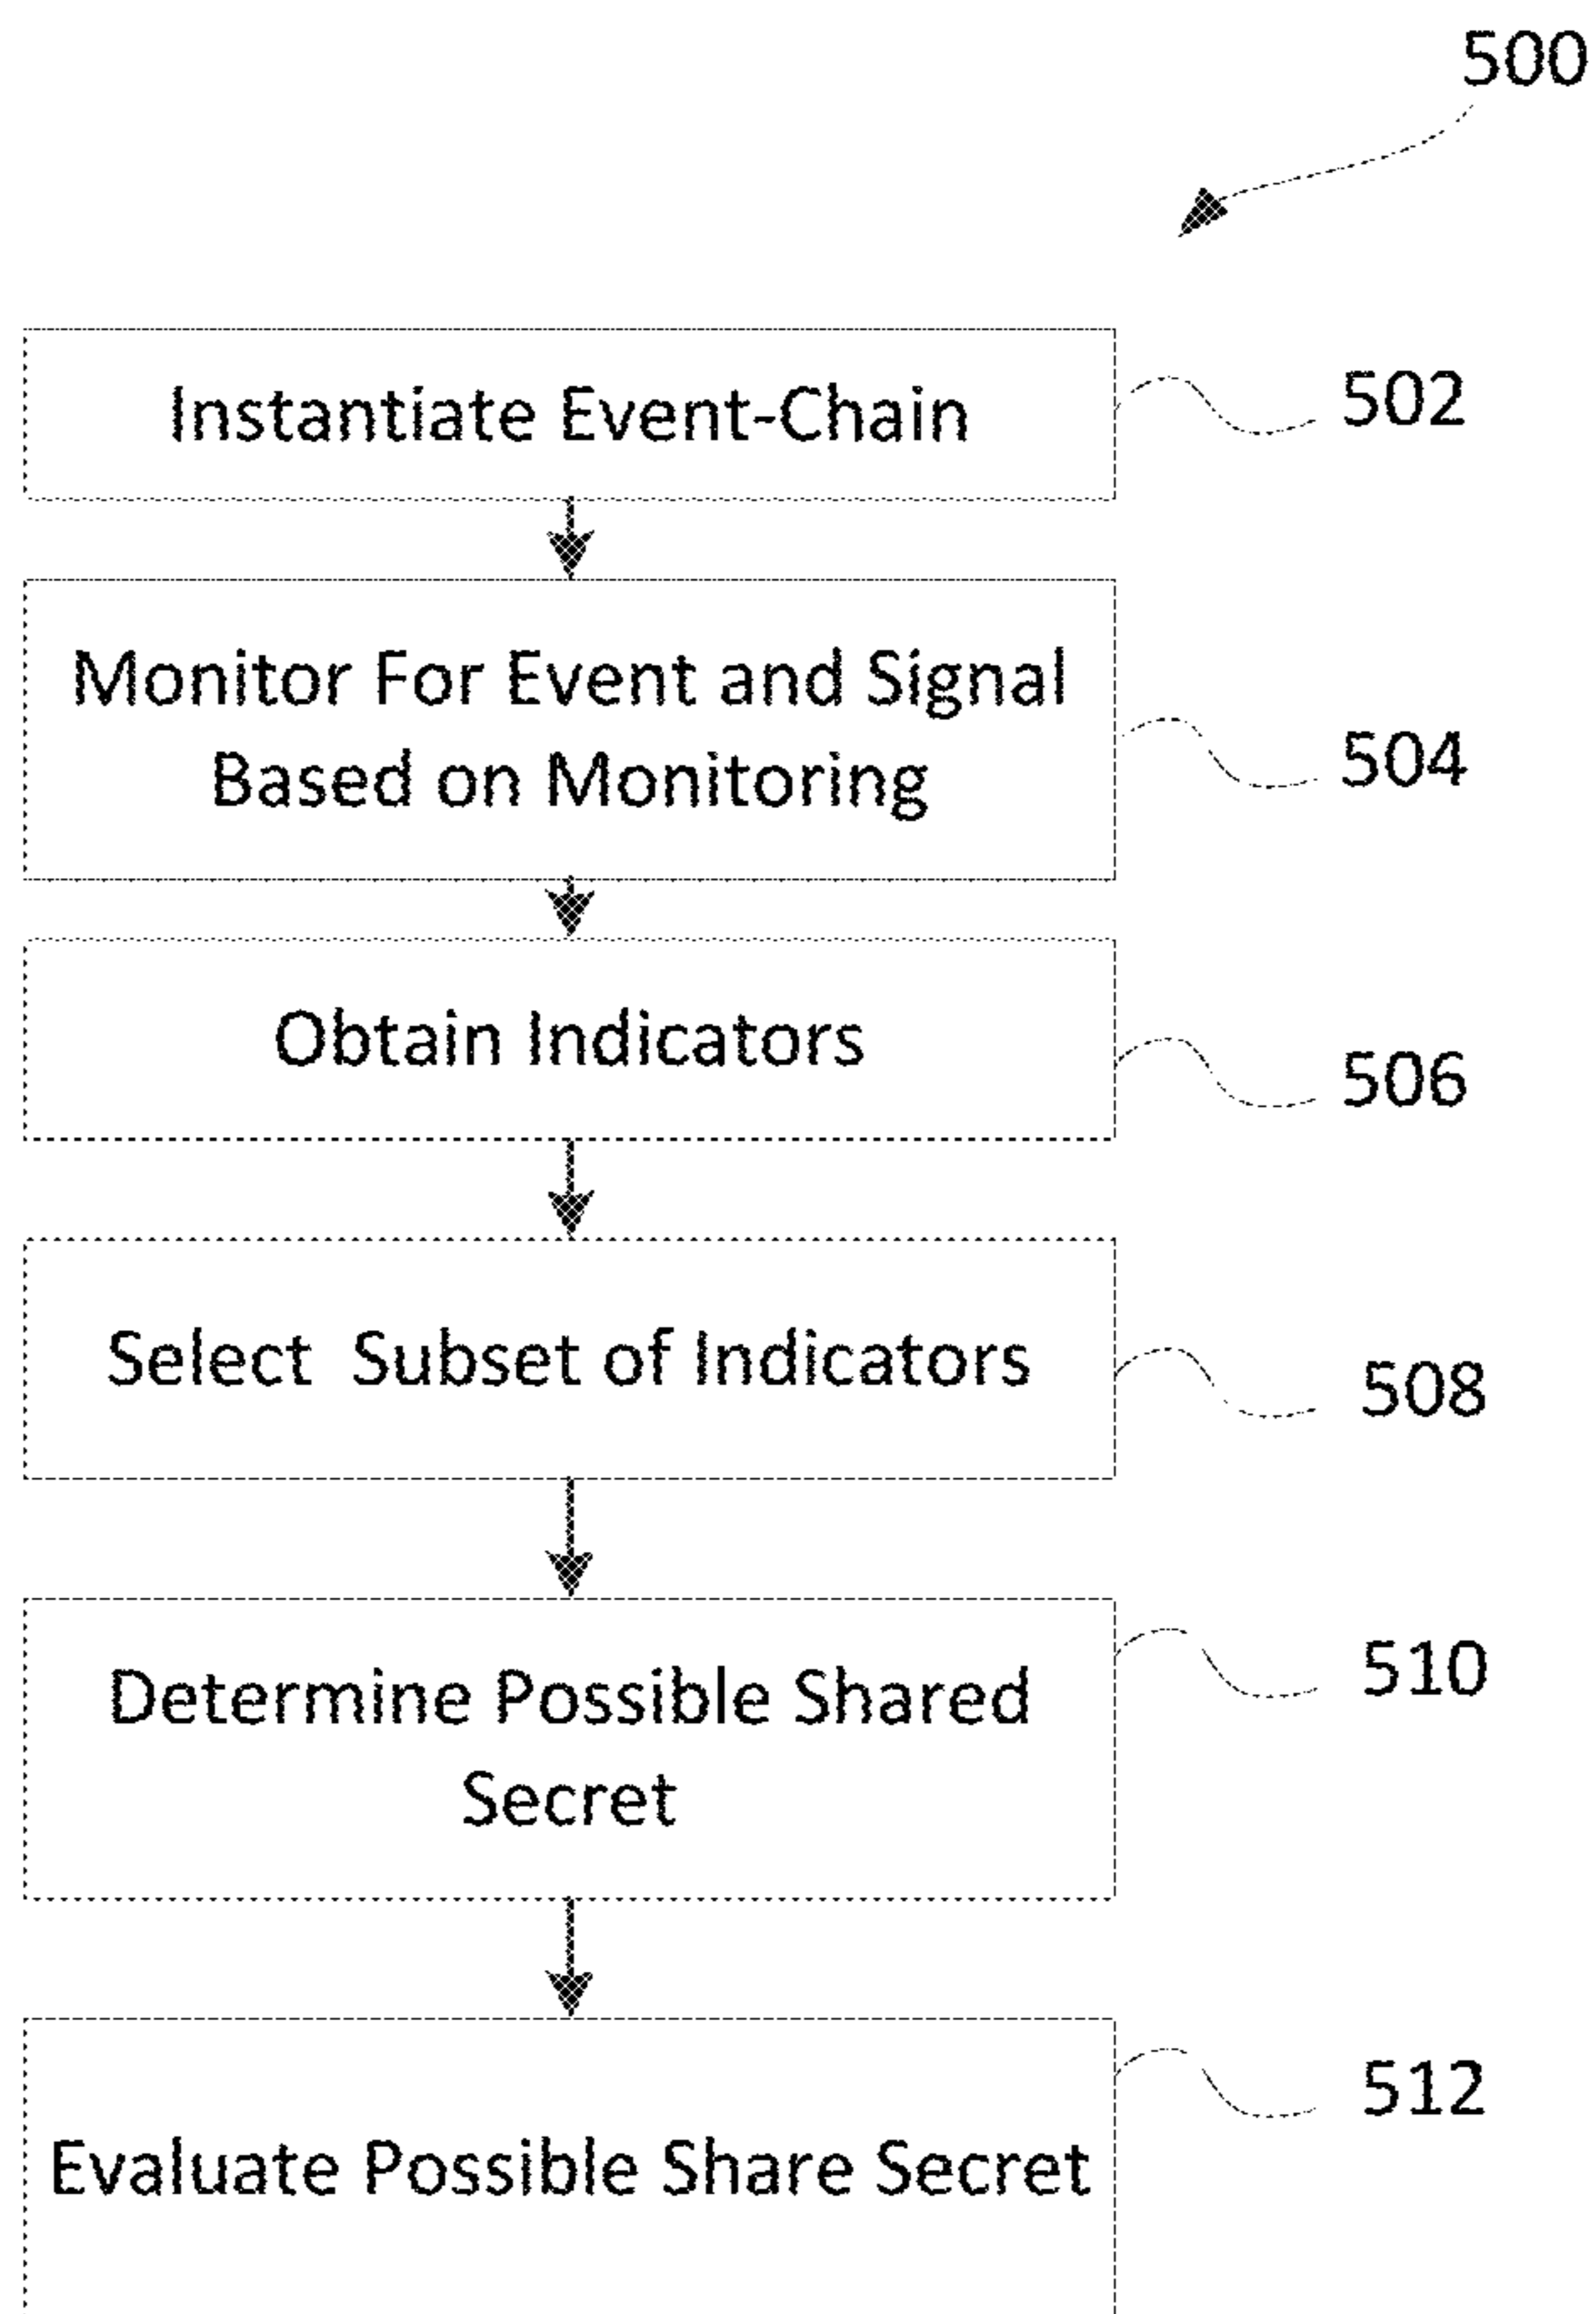 500
Instantiate Event-Chain
502
Monitor For Event and Signal
Based on Monitoring
504
Obtain Indicators
506
Select  Subset of Indicators
508
Determine Possible Shared
Secret
510
Evaluate Possible Share Secret
512